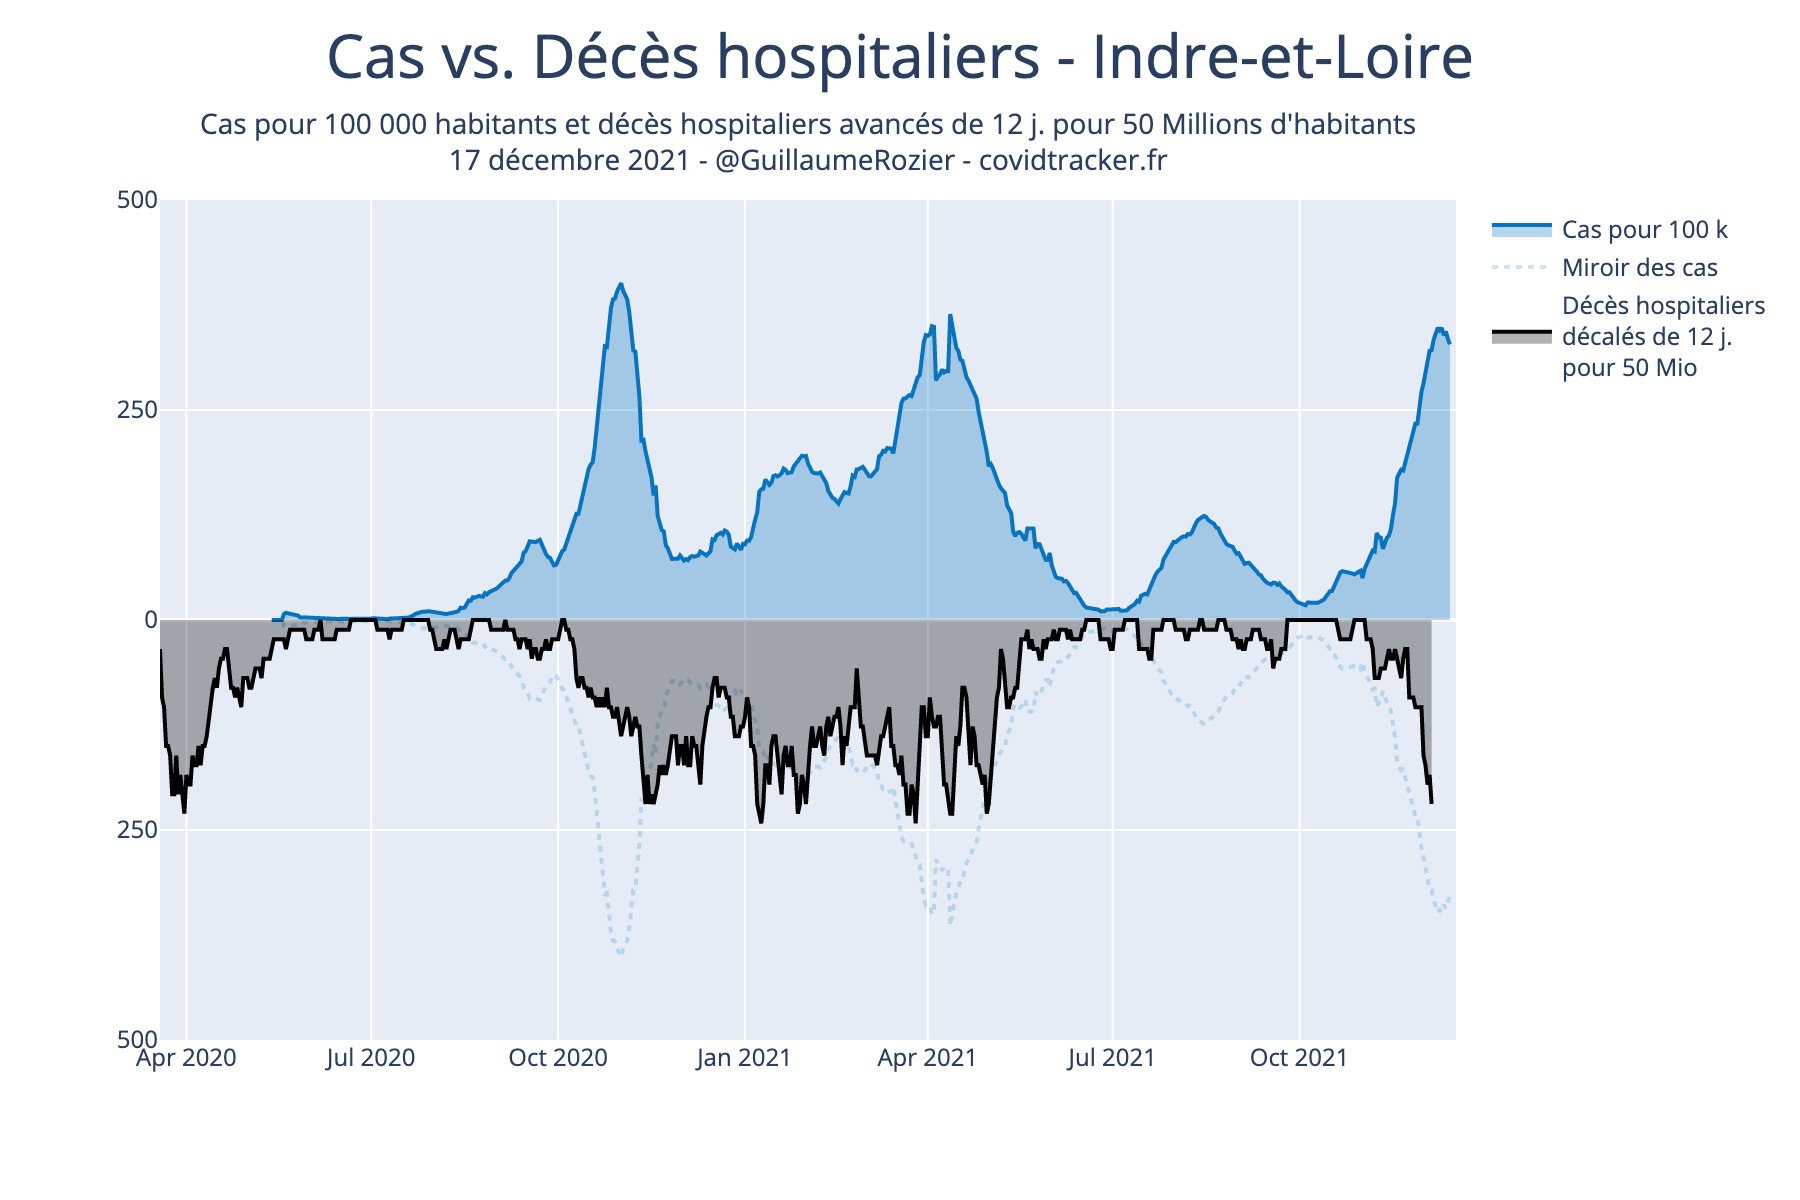 Cas vs. Décès hospitaliers - Indre-et-Loire
Cas pour 100 000 habitants et décès hospitaliers avancés de 12 j. pour 50 Millions d'habitants
17 décembre 2021 - @GuillaumeRozier - covidtracker.fr
500
250
0
250
500
Apr 2020
Jul 2020
Oct 2020
Jan 2021
Apr 2021
Jul 2021
Oct 2021
Cas pour 100 k
Miroir des cas
Décès hospitaliers
décalés de 12 j.
pour 50 Mio